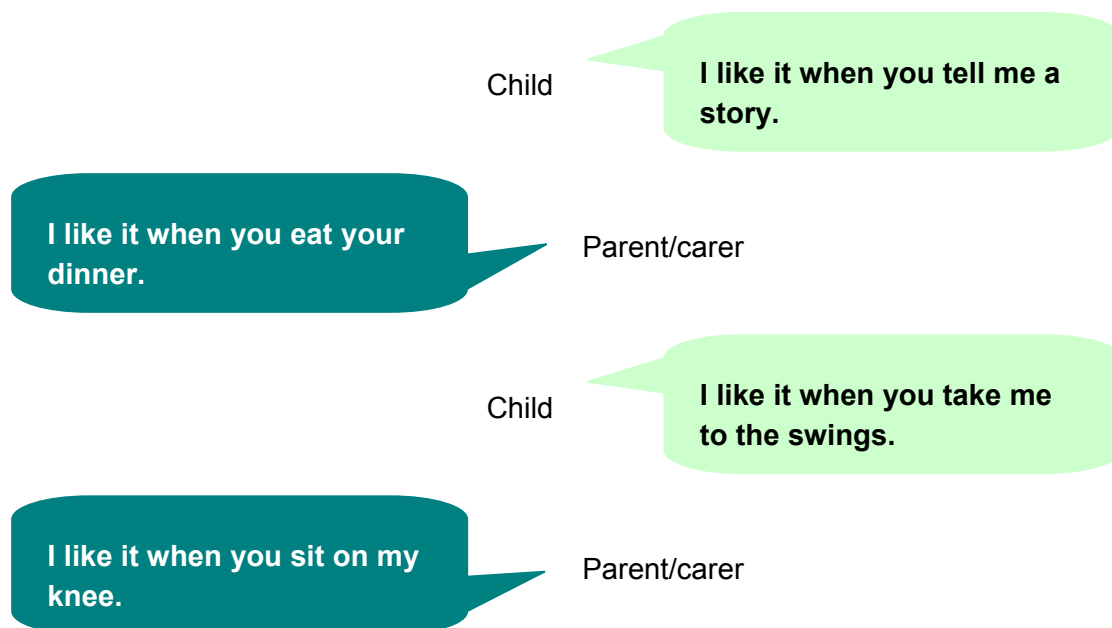 Child
I like it when you tell me a
story.
I like it when you eat your
dinner.
Parent/carer
Child
I like it when you take me
to the swings.
I like it when you sit on my
knee.
Parent/carer